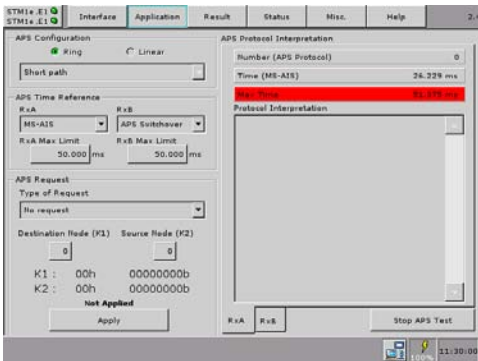 STM1e .E1
STM1e .E1
Interface
Application
Result
Status
Misc.
Help
APS Configuration
Ring
Linear
Short path
APS Time Reference
RxA
RxB
MS-AIS
APS Switchover
RxA Max Limit
RxB Max Limit
50.000 ms
50.000 ms
APS Request
Type of Request
No request
Destination Node (K1)
Source Node (K2)
0
0
K1 : 00h 00000000b
K2 : 00h 00000000b
Not Applied
Apply
APS Protocol Interpretation
Number (APS Protocol) 0
Time (MS-AIS) 26.229 ms
Max Time
Protocol Interpretation
RxA
RxB
Stop APS Test
100%
11:30:00